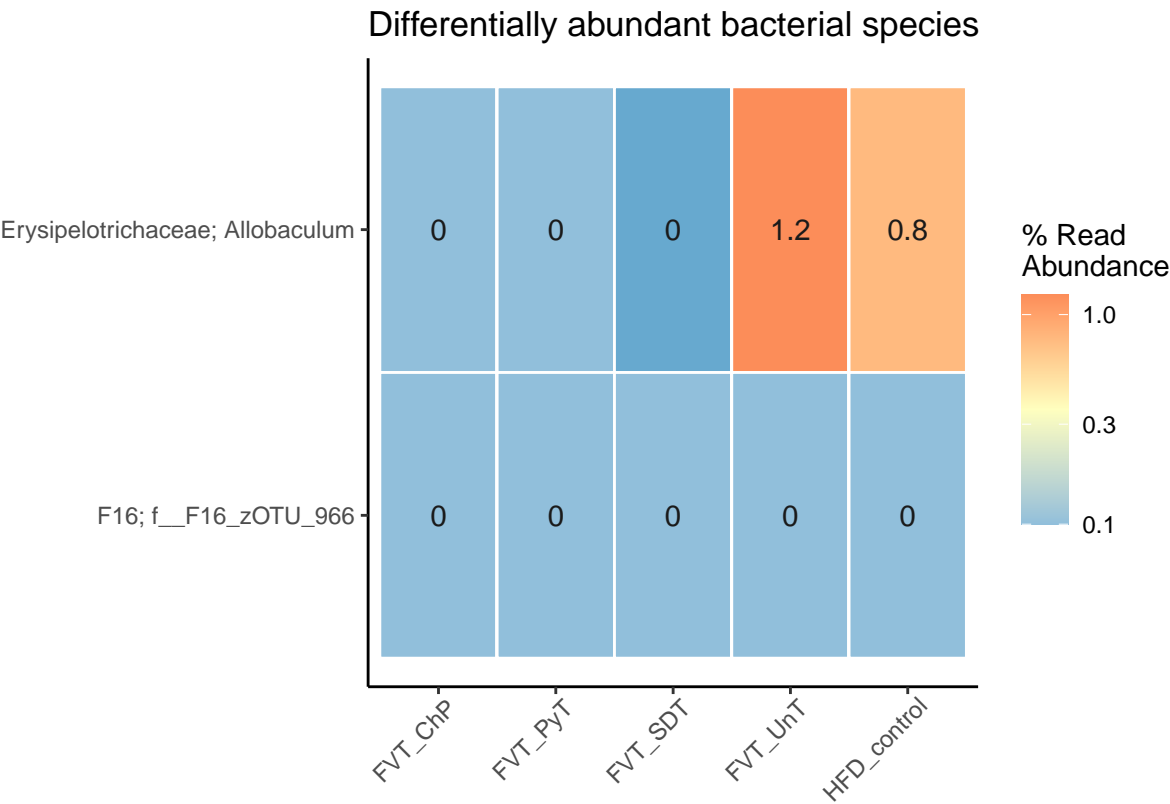 Differentially abundant bacterial species
Erysipelotrichaceae; Allobaculum
0 0 0 1.2 0.8
F16; f__F16_zOTU_966
0 0 0 0 0
FVT_ChP
FVT_PyT
FVT_SDT
FVT_UnT
HFD_control
% Read
Abundance
1.0
0.3
0.1